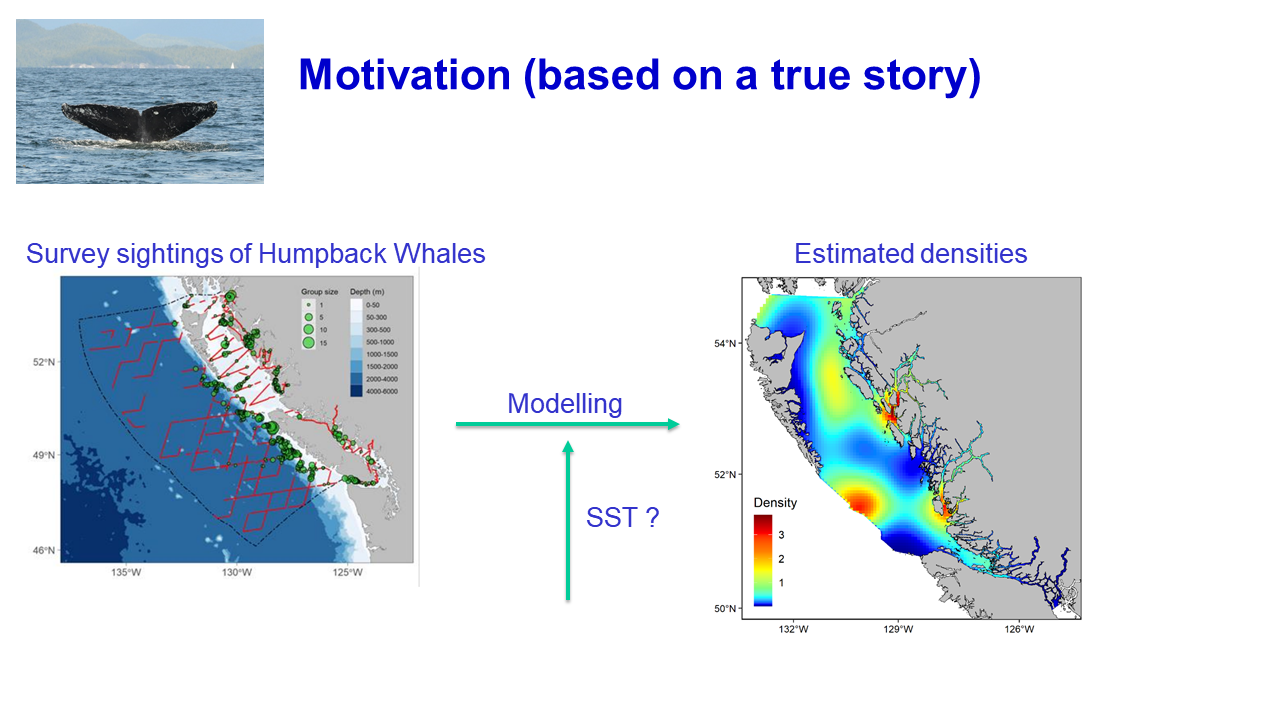 Motivation (based on a true story)
Survey sightings of Humpback Whales
Group size
1
5
10
15
Depth (m)
0-50
50-300
300-500
500-1000
1000-1500
1500-2000
2000-4000
4000-6000
52°N
49°N
46°N
135°W
130°W
125°W
Modelling
SST ?
Estimated densities
54°N
52°N
50°N
Density
3
2
1
132°W
129°W
126°W